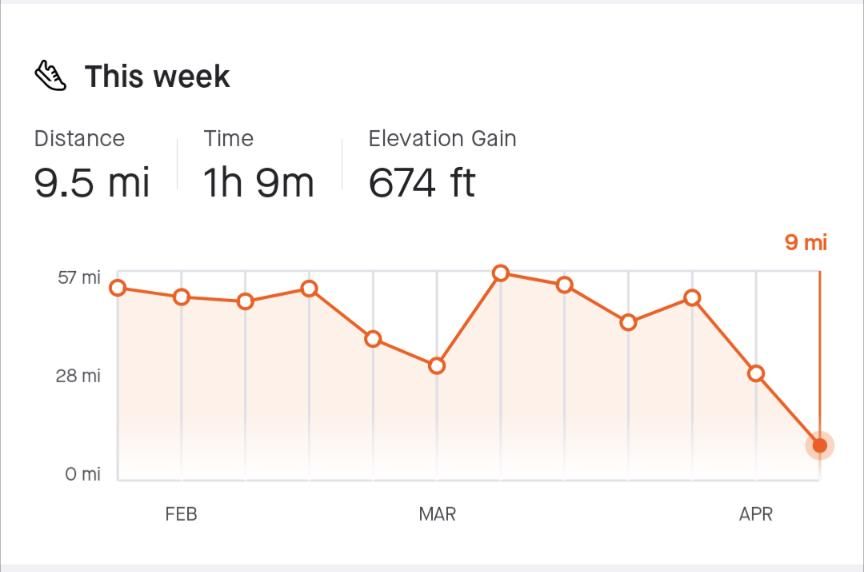 This week
Distance Time Elevation Gain
9.5 mi 1h 9m 674 ft
9 mi
57 mi
28 mi
0 mi
FEB MAR APR